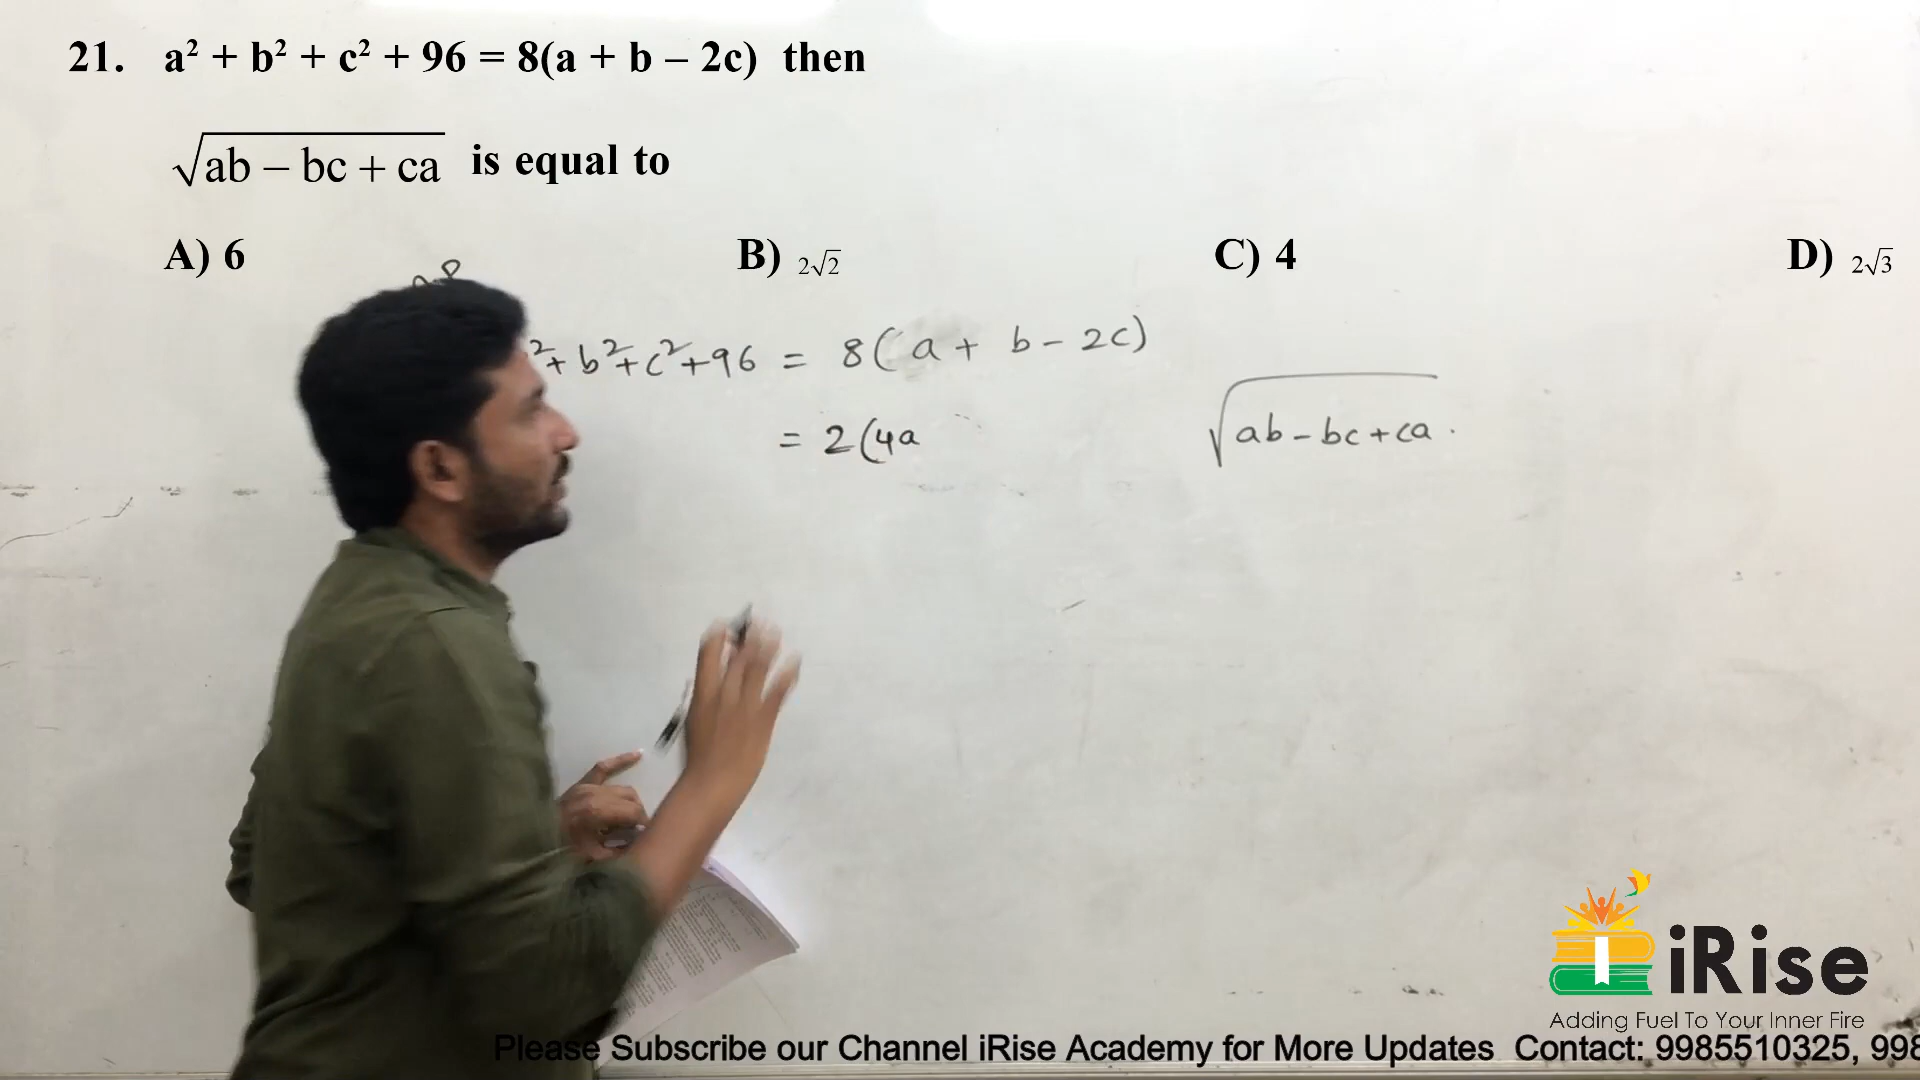 21. a² + b² + c² + 96 = 8(a + b – 2c) then
√ab – bc + ca is equal to
A) 6 B) 2√2 C) 4 D) 2√3
²+b²+c²+96 = 8(a + b – 2c)
= 2(4a
√ab – bc + ca .
iRise
Adding Fuel To Your Inner Fire
Please Subscribe our Channel iRise Academy for More Updates Contact: 9985510325, 998